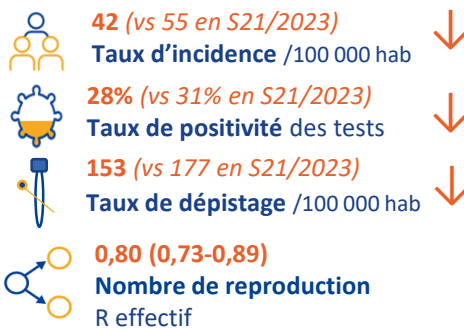 42 (vs 55 en S21/2023)
Taux d’incidence /100 000 hab
28% (vs 31% en S21/2023)
Taux de positivité des tests
153 (vs 177 en S21/2023)
Taux de dépistage /100 000 hab
0,80 (0,73-0,89)
Nombre de reproduction
R effectif